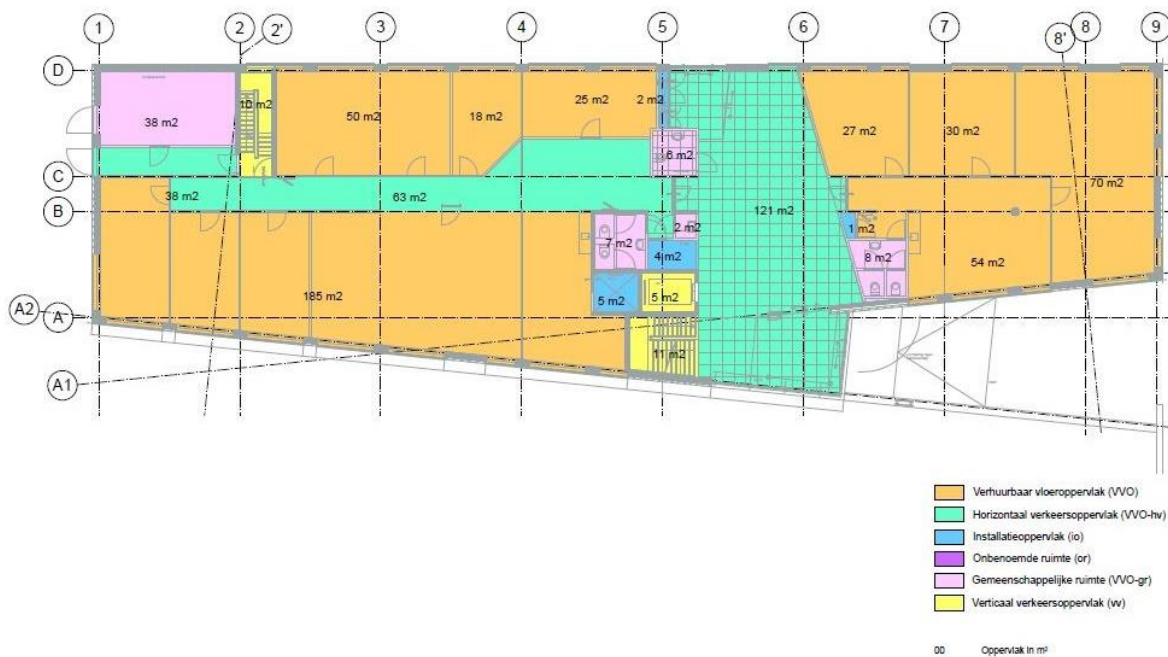 1 2 2' 3 4 5 6 7 8' 8 9
D
10 m2
25 m2 2 m2
38 m2 50 m2 18 m2 27 m2 30 m2
6 m2
C
38 m2 63 m2 70 m2
B
121 m2
2 m2 1 m2
7 m2
4 m2 8 m2
54 m2
185 m2 5 m2 5 m2
A2
A
11 m2
A1
Verhuurbaar vloeroppervlak (VVO)
Horizontaal verkeersoppervlak (VVO-hv)
Installatieoppervlak (io)
Onbenoemde ruimte (or)
Gemeenschappelijke ruimte (VVO-gr)
Verticaal verkeersoppervlak (vv)
00 Oppervlak in m²